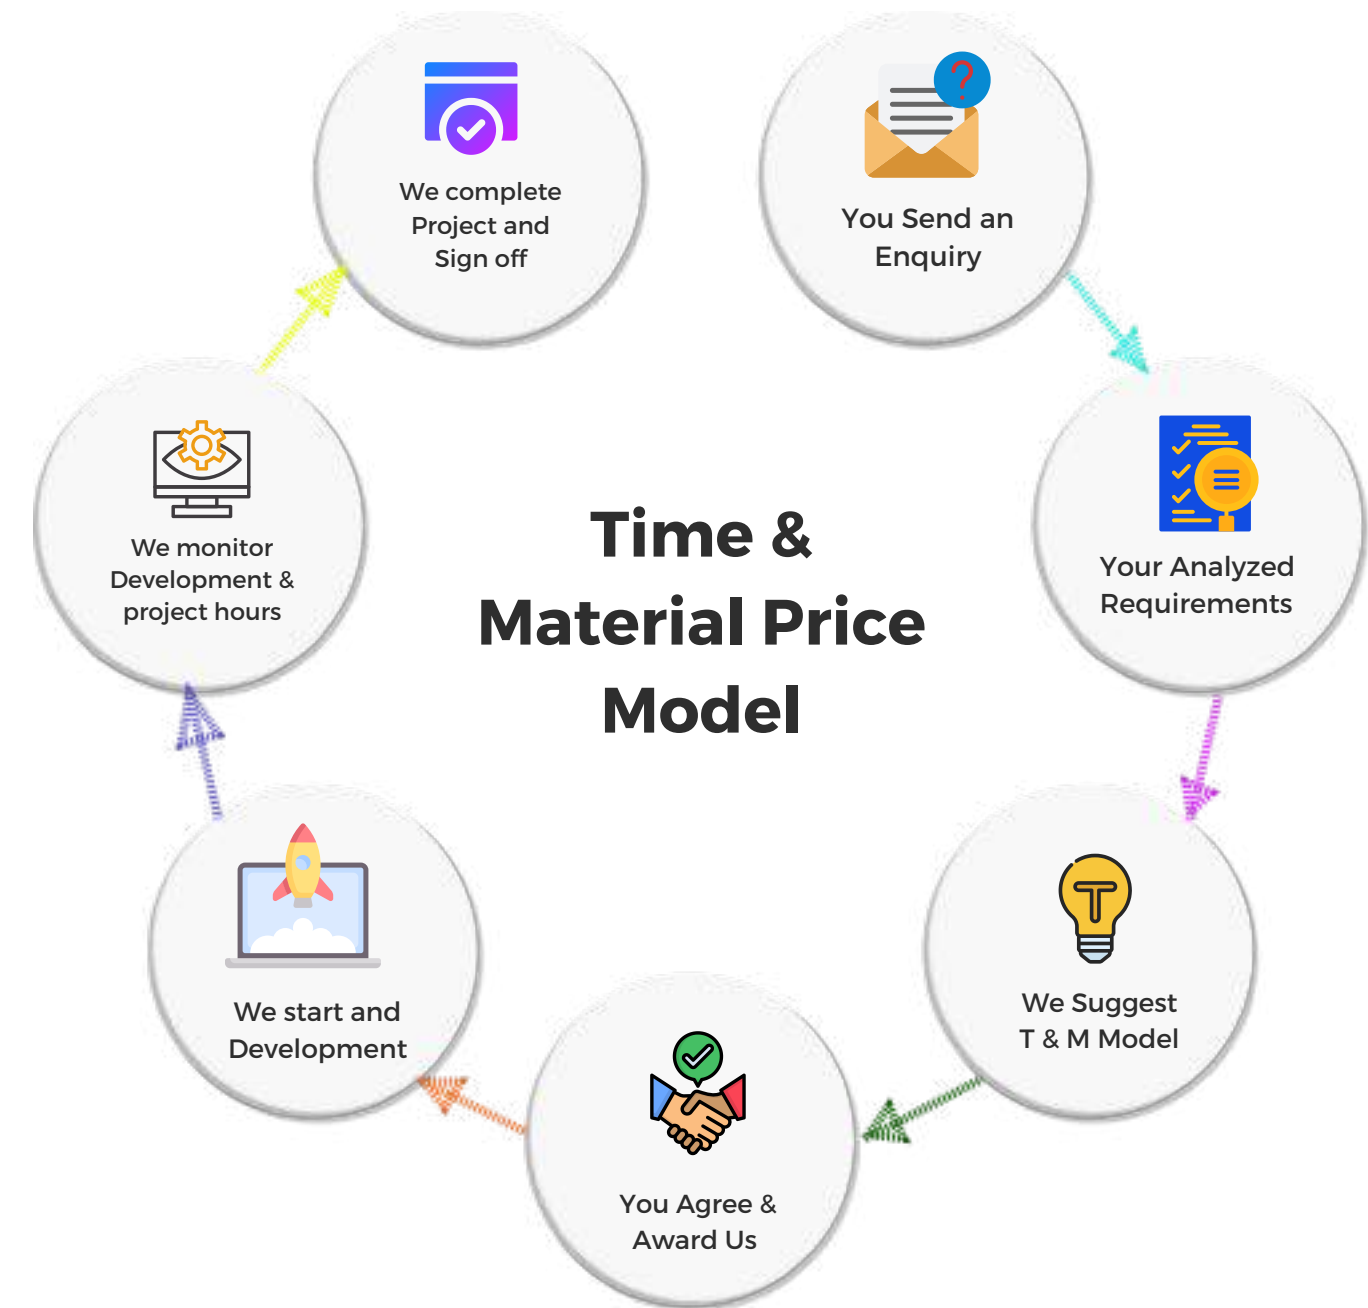 Time &
Material Price
Model
You Send an
Enquiry
Your Analyzed
Requirements
We Suggest
T & M Model
You Agree &
Award Us
We start and
Development
We monitor
Development &
project hours
We complete
Project and
Sign off